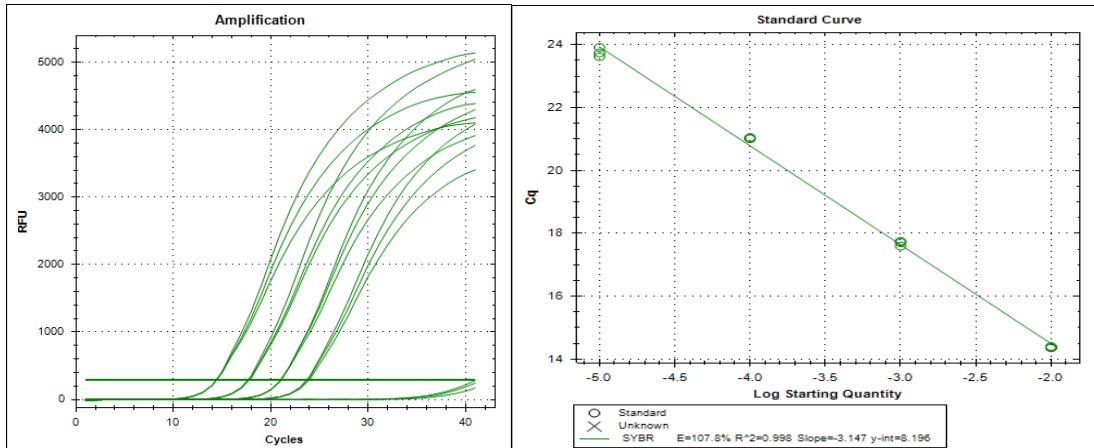 Amplification
5000
4000
3000
2000
1000
0
RFU
0 10 20 30 40
Cycles
Standard Curve
24
22
20
18
16
14
Cq
-5.0 -4.5 -4.0 -3.5 -3.0 -2.5 -2.0
Log Starting Quantity
Standard
Unknown
SYBR E=107.8% R^2=0.998 Slope=-3.147 y-int=8.196